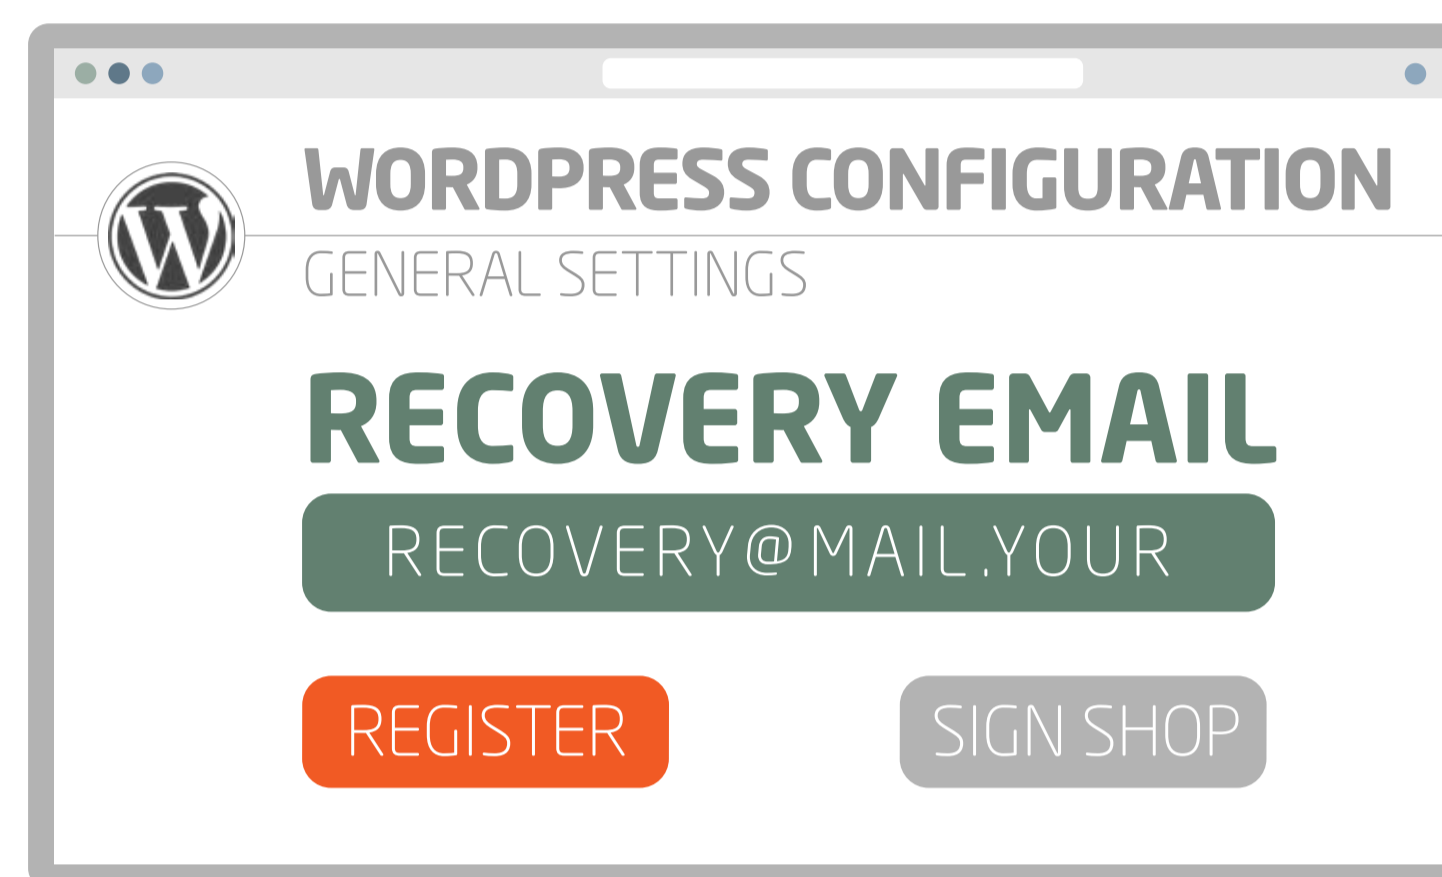 WORDPRESS CONFIGURATION
GENERAL SETTINGS
RECOVERY EMAIL
RECOVERY@MAIL.YOUR
REGISTER
SIGN SHOP